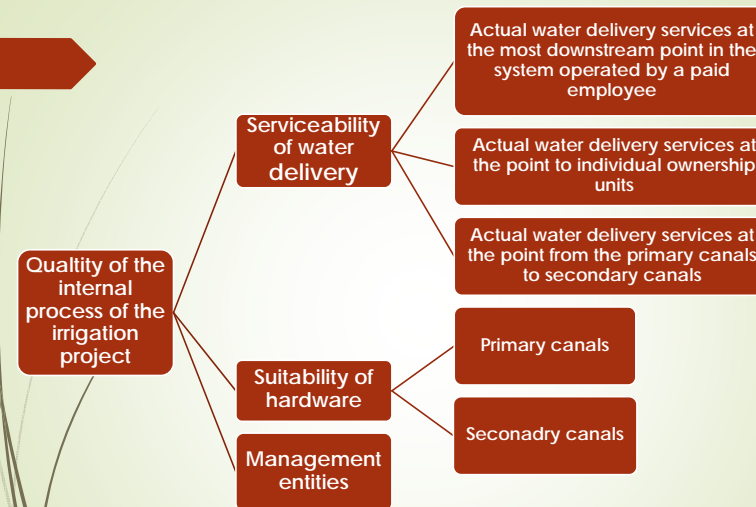 Actual water delivery services at
the most downstream point in the
system operated by a paid
employee
Serviceability
of water
delivery
Actual water delivery services at
the point to individual ownership
units
Actual water delivery services at
the point from the primary canals
to secondary canals
Qualtity of the
internal
process of the
irrigation
project
Primary canals
Suitability of
hardware
Seconadry canals
Management
entities